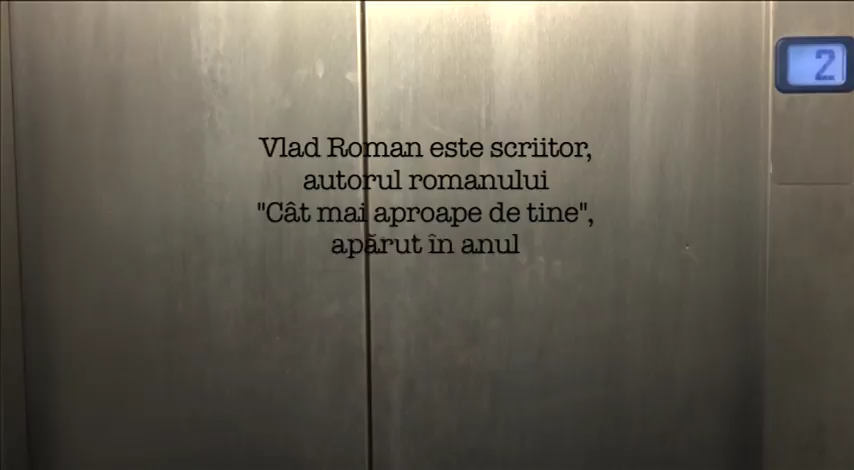 2
Vlad Roman este scriitor,
autorul romanului
"Cât mai aproape de tine",
apărut în anul